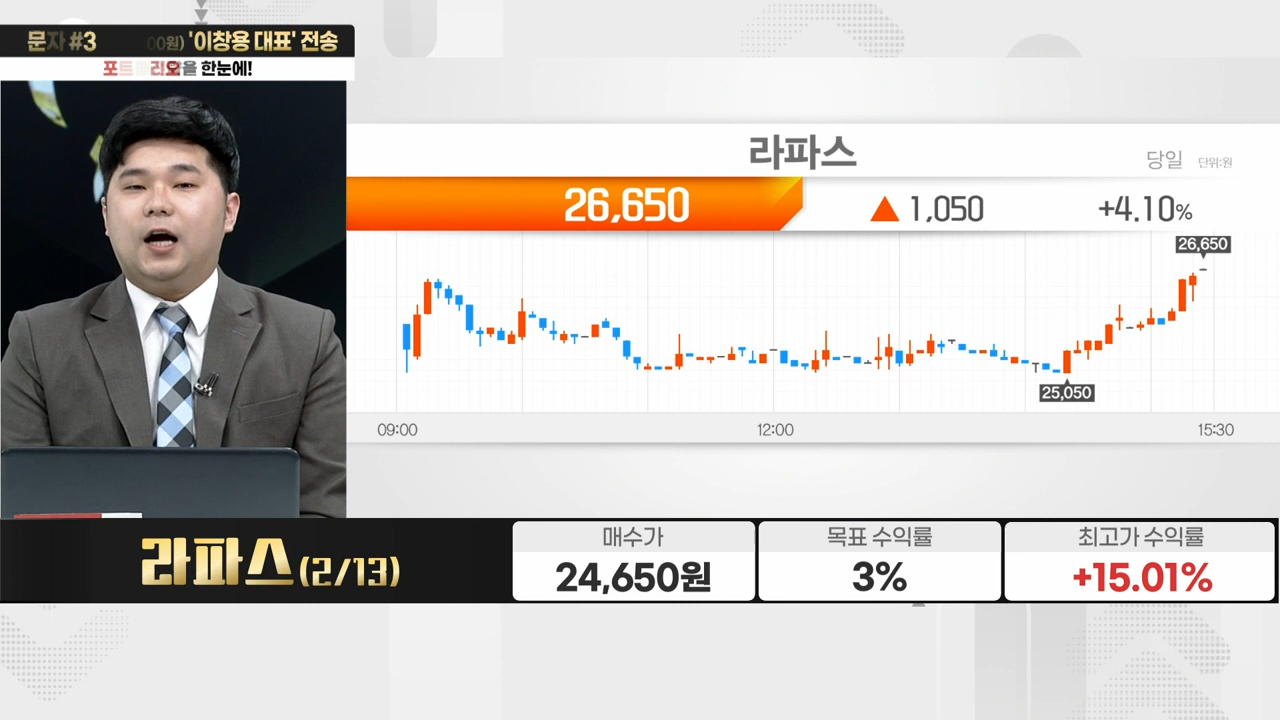 문자 #3 00원) '이창용 대표' 전송
포트 리오을 한눈에!
라파스
당일 단위:원
26,650 ▲ 1,050 +4.10%
26,650
25,050
09:00 12:00 15:30
라파스(2/13)
매수가 목표 수익률 최고가 수익률
24,650원 3% +15.01%